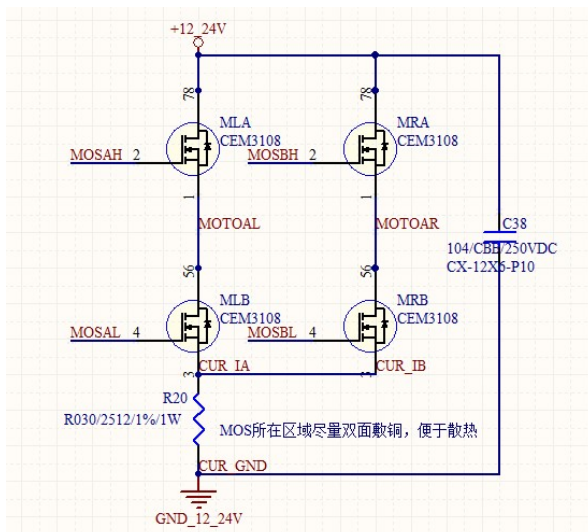 +12_24V
78
78
MLA
CEM3108
MRA
CEM3108
MOSAH 2
MOSBH 2
1
1
MOTOAL
MOTOAR
C38
104/CBB/250VDC
CX-12X6-P10
56
56
MLB
CEM3108
MRB
CEM3108
MOSAL 4
MOSBL 4
3
CUR_IA
3
CUR_IB
R20
R030/2512/1%/1W
MOS所在区域尽量双面敷铜，便于散热
CUR_GND
GND_12_24V